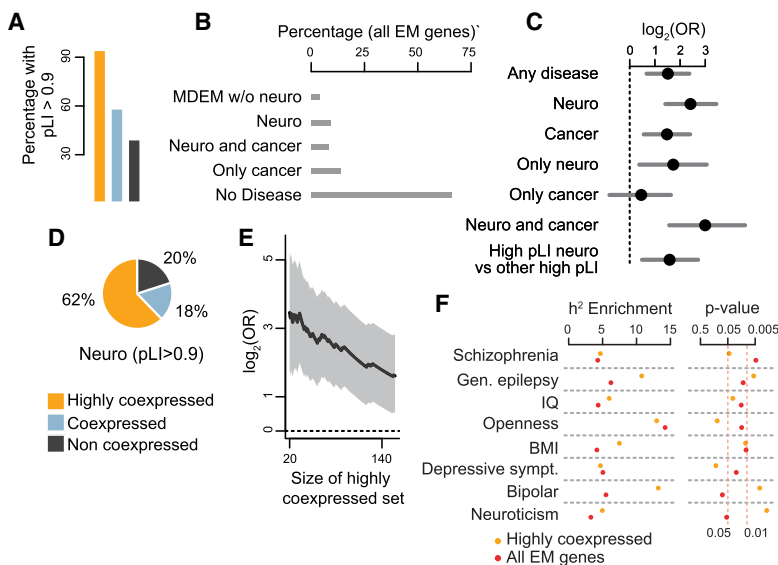 A
Percentage with
pLI > 0.9
30
60
90
B
Percentage (all EM genes)`
0
25
50
75
MDEM w/o neuro
Neuro
Neuro and cancer
Only cancer
No Disease
C
log2(OR)
0 1 2 3
Any disease
Neuro
Cancer
Only neuro
Only cancer
Neuro and cancer
High pLI neuro
vs other high pLI
D
20%
62%
18%
Neuro (pLI>0.9)
Highly coexpressed
Coexpressed
Non coexpressed
E
log2(OR)
0
1
3
5
20
140
Size of highly
coexpressed set
F
h2 Enrichment
0 5 10 15
p-value
0.5 0.05 0.005
Schizophrenia
Gen. epilepsy
IQ
Openness
BMI
Depressive sympt.
Bipolar
Neuroticism
0.05 0.01
Highly coexpressed
All EM genes